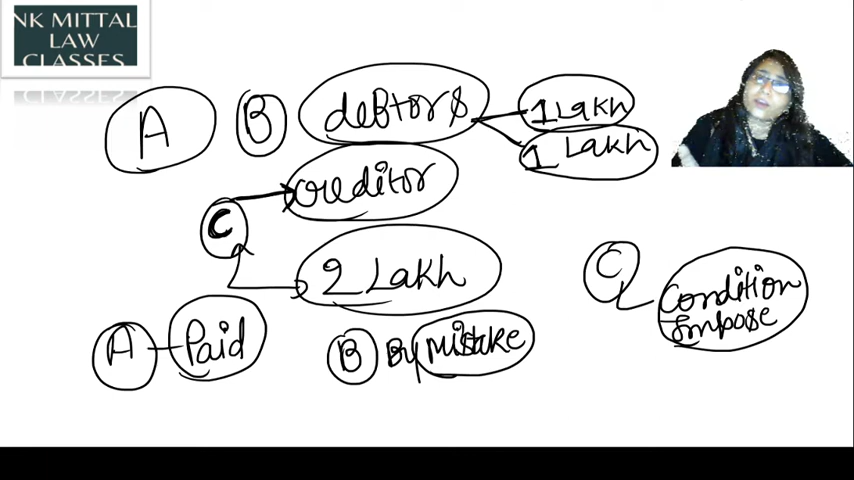 NK MITTAL
LAW
CLASSES
A B debtors 1 Lakh
1 Lakh
creditor
C
2 Lakh
C Condition
Impose
A Paid B By Mistake